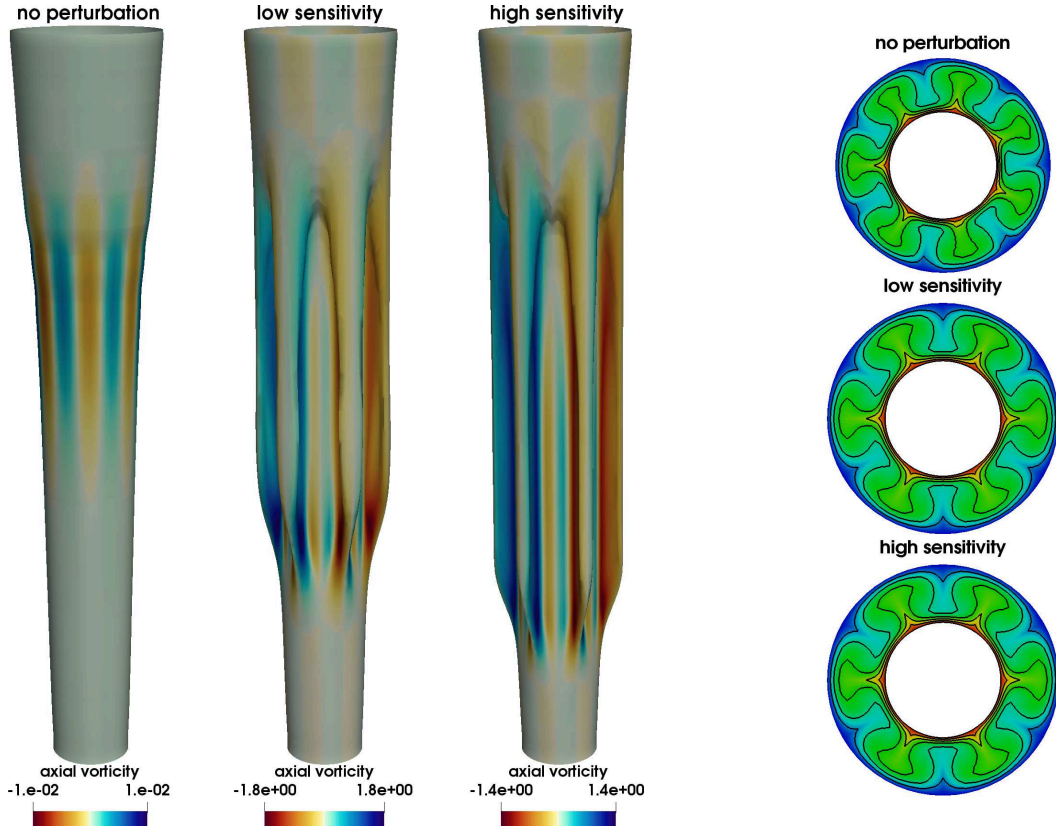 no perturbation
low sensitivity
high sensitivity
axial vorticity
-1.e-02 1.e-02
axial vorticity
-1.8e+00 1.8e+00
axial vorticity
-1.4e+00 1.4e+00
no perturbation
low sensitivity
high sensitivity